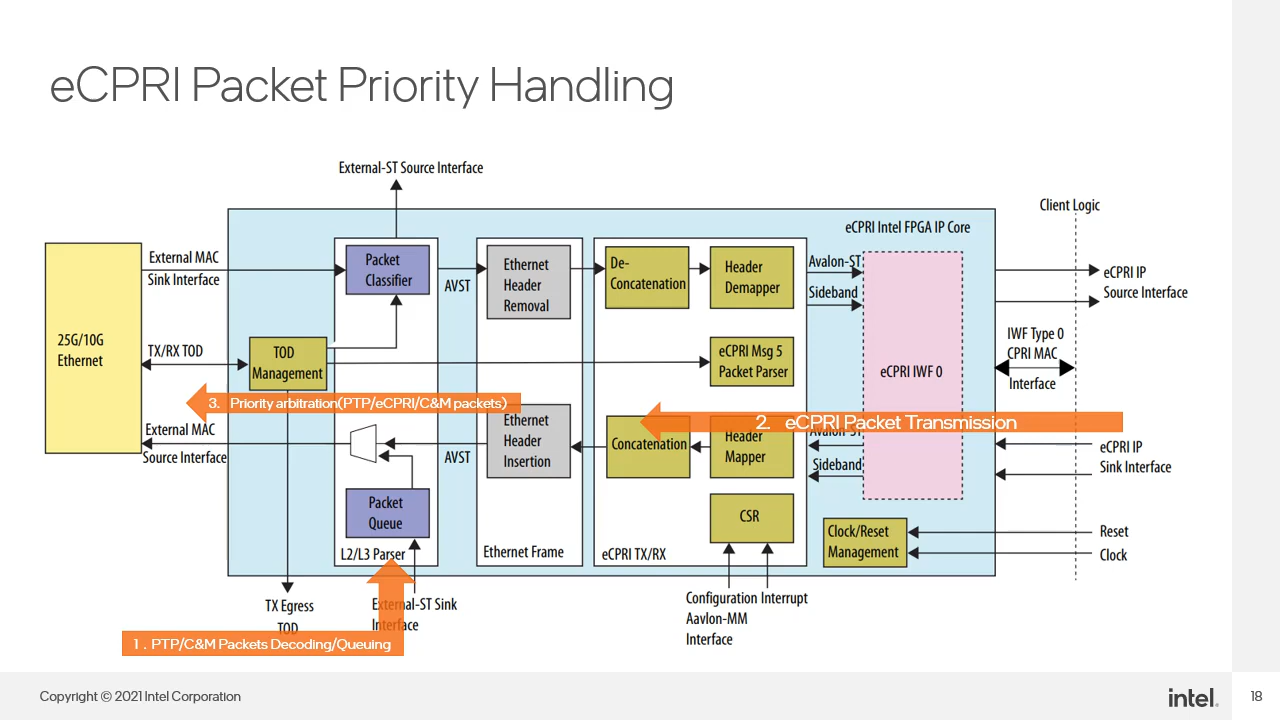 eCPRI Packet Priority Handling
External-ST Source Interface
Client Logic
eCPRI Intel FPGA IP Core
External MAC
Sink Interface
Packet
Classifier
AVST
Ethernet
Header
Removal
De-
Concatenation
Header
Demapper
Avalon-ST
Sideband
eCPRI IP
Source Interface
25G/10G
Ethernet
TX/RX TOD
TOD
Management
eCPRI Msg 5
Packet Parser
eCPRI IWF 0
IWF Type 0
CPRI MAC
Interface
3. Priority arbitration(PTP/eCPRI/C&M packets)
2. eCPRI Packet Transmission
External MAC
Source Interface
AVST
Ethernet
Header
Insertion
Concatenation
Header
Mapper
Avalon-ST
Sideband
eCPRI IP
Sink Interface
Packet
Queue
CSR
Clock/Reset
Management
Reset
Clock
L2/L3 Parser
Ethernet Frame
eCPRI TX/RX
TX Egress
TOD
External-ST Sink
Interface
Configuration Interrupt
Aavlon-MM
Interface
1. PTP/C&M Packets Decoding/Queuing
Copyright © 2021 Intel Corporation
intel.
18